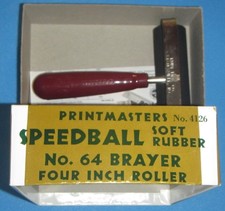 PRINTMASTERS No. 4126
SPEEDBALL SOFT
RUBBER
No. 64 BRAYER
FOUR INCH ROLLER